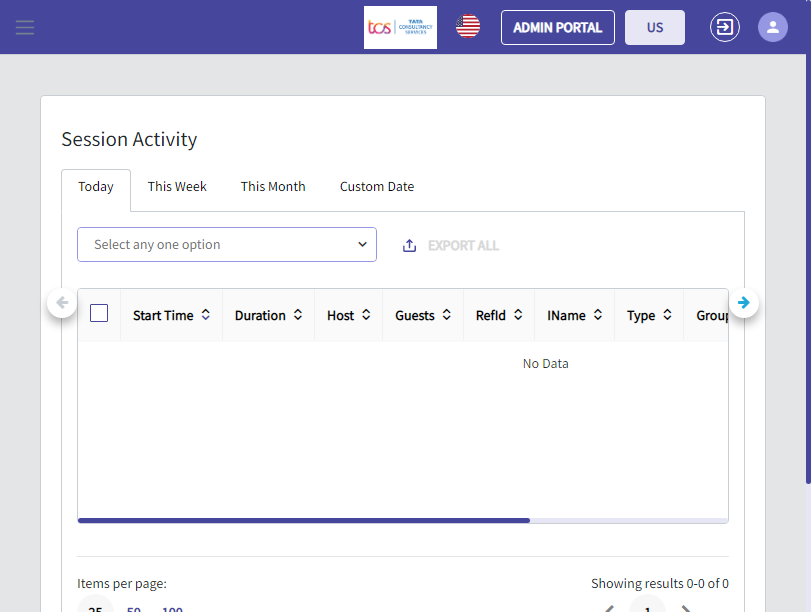 tcs TATA CONSULTANCY SERVICES
ADMIN PORTAL
US
Session Activity
Today This Week This Month Custom Date
Select any one option
EXPORT ALL
Start Time Duration Host Guests RefId IName Type Group
No Data
Items per page:
Showing results 0-0 of 0
25 50 100
1